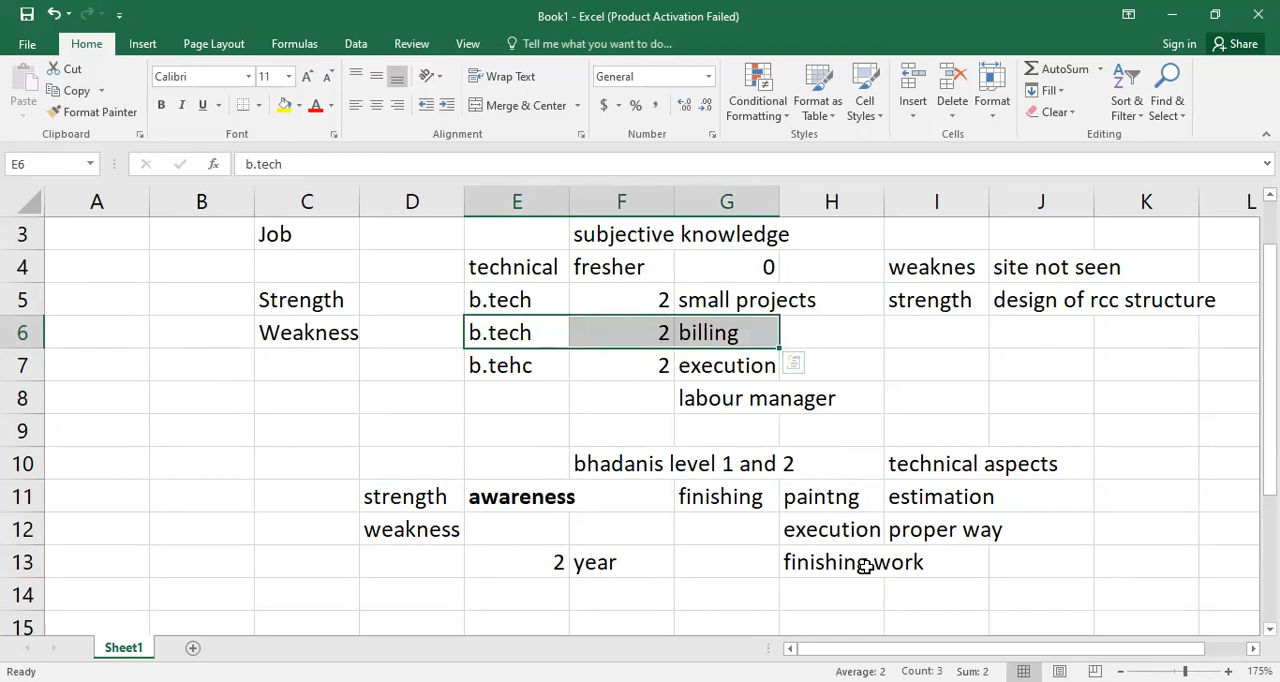 Book1 - Excel (Product Activation Failed)
File Home Insert Page Layout Formulas Data Review View Tell me what you want to do... Sign in Share
Paste Cut Copy Format Painter Clipboard
Calibri 11 B I U A A A Font
Wrap Text Merge & Center Alignment
General $ % , Number
Conditional Formatting Format as Table Cell Styles Styles
Insert Delete Format Cells
AutoSum Fill Clear Sort & Filter Find & Select Editing
E6 fx b.tech
A B C D E F G H I J K L
3 Job subjective knowledge
4 technical fresher 0 weaknes site not seen
5 Strength b.tech 2 small projects strength design of rcc structure
6 Weakness b.tech 2 billing
7 b.tehc 2 execution
8 labour manager
9
10 bhadanis level 1 and 2 technical aspects
11 strength awareness finishing paintng estimation
12 weakness execution proper way
13 2 year finishing work
14
15
Sheet1
Ready Average: 2 Count: 3 Sum: 2 175%